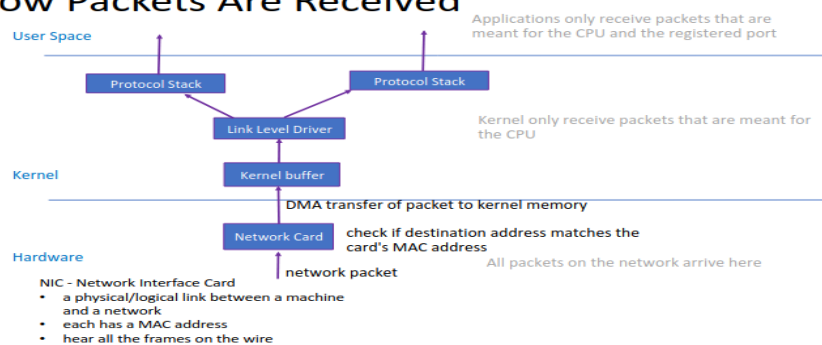 ow Packets Are Received
Applications only receive packets that are
meant for the CPU and the registered port
User Space
Protocol Stack
Protocol Stack
Link Level Driver
Kernel only receive packets that are meant for
the CPU
Kernel
Kernel buffer
DMA transfer of packet to kernel memory
Network Card
check if destination address matches the
card's MAC address
Hardware
All packets on the network arrive here
network packet
NIC - Network Interface Card
• a physical/logical link between a machine
and a network
• each has a MAC address
• hear all the frames on the wire